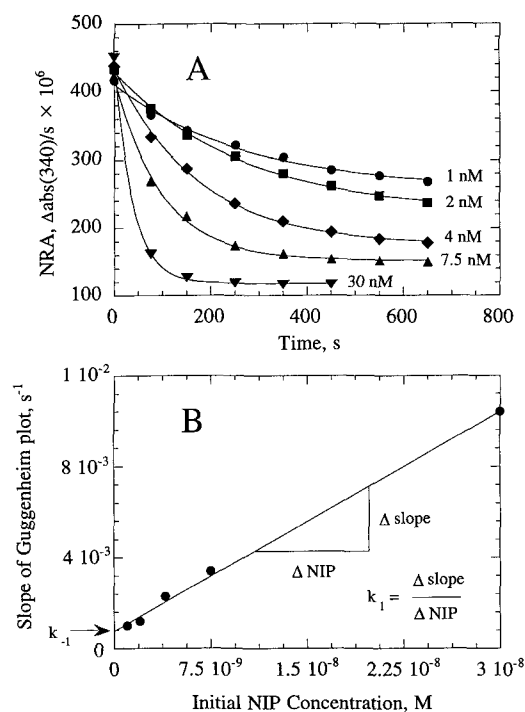 A
NRA, Δabs(340)/s × 10⁶
500
400
300
200
100
1 nM
2 nM
4 nM
7.5 nM
30 nM
0 200 400 600 800
Time, s
B
Slope of Guggenheim plot, s⁻¹
1 10⁻²
8 10⁻³
4 10⁻³
0
k₋₁
Δ slope
Δ NIP
k₁ = Δ slope / Δ NIP
0 7.5 10⁻⁹ 1.5 10⁻⁸ 2.25 10⁻⁸ 3 10⁻⁸
Initial NIP Concentration, M